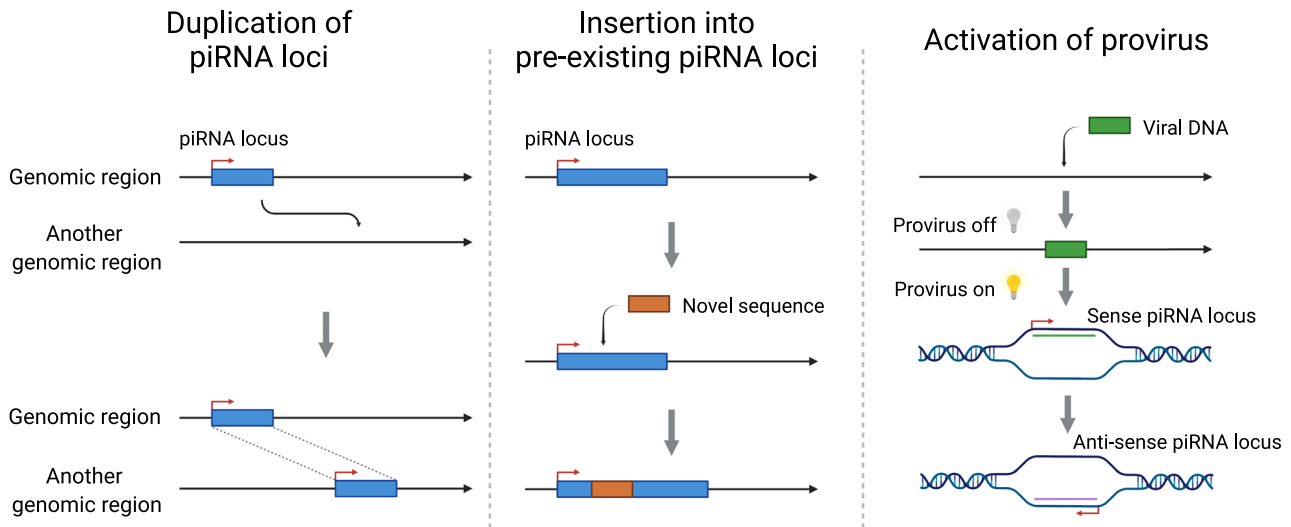 Duplication of
piRNA loci
piRNA locus
Genomic region
Another
genomic region
Genomic region
Another
genomic region
Insertion into
pre-existing piRNA loci
piRNA locus
Novel sequence
Activation of provirus
Viral DNA
Provirus off
Provirus on
Sense piRNA locus
Anti-sense piRNA locus